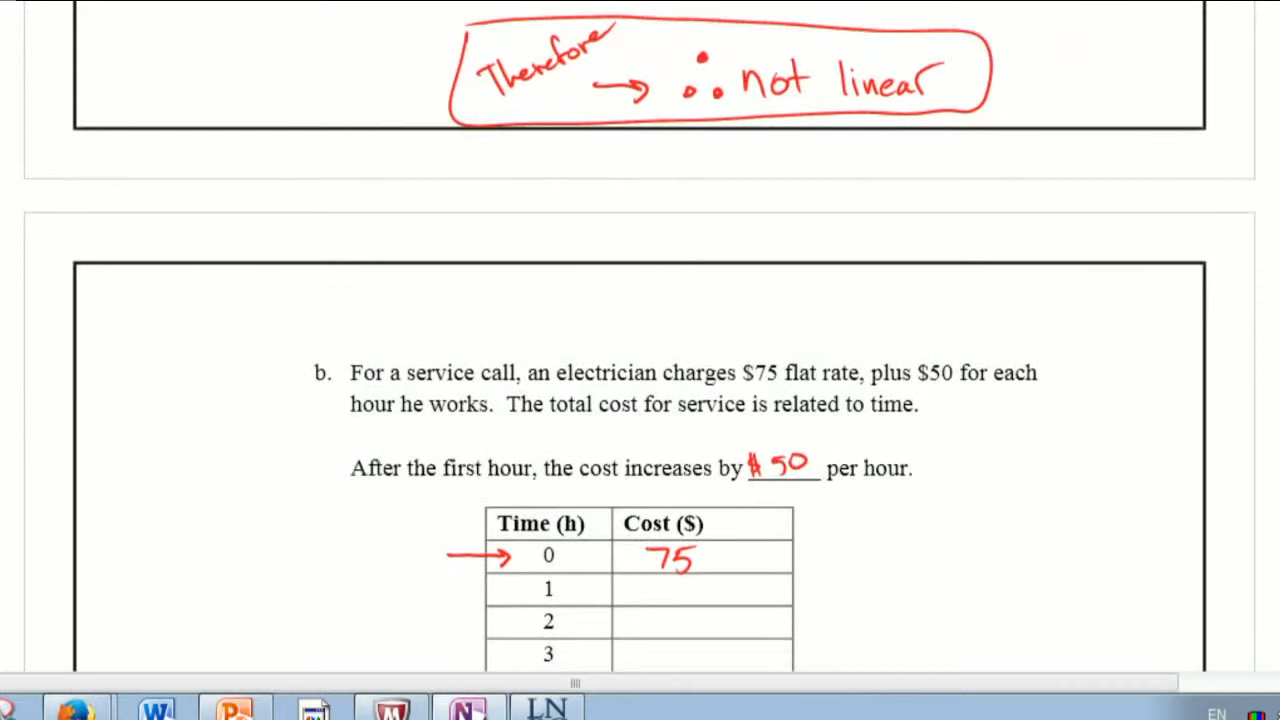 Therefore
→ ∴ not linear
b. For a service call, an electrician charges $75 flat rate, plus $50 for each
hour he works. The total cost for service is related to time.
After the first hour, the cost increases by $50 per hour.
Time (h) Cost ($)
→ 0 75
1
2
3
W P N LN
EN